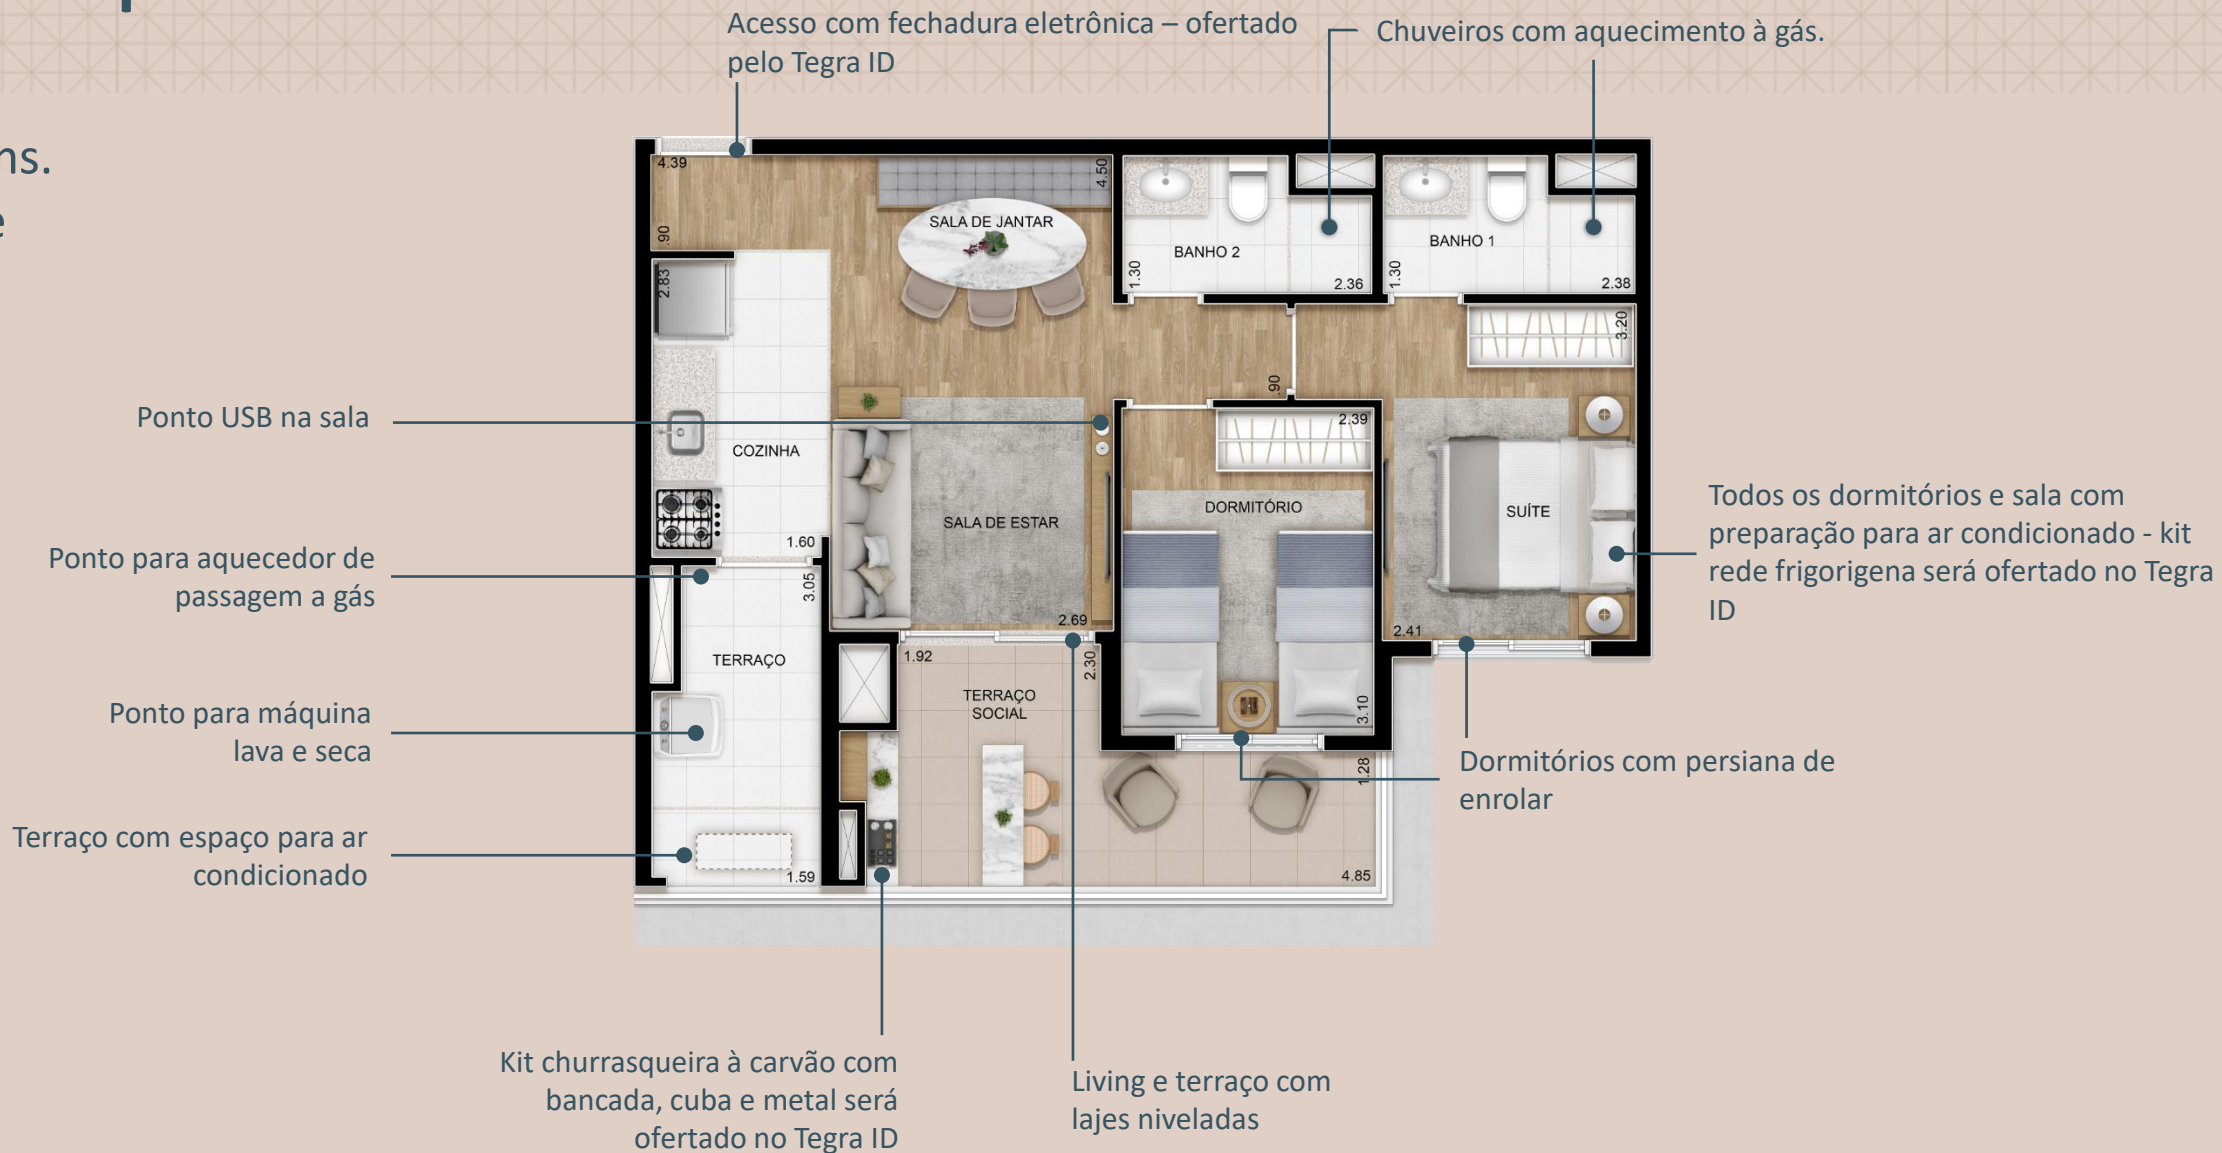 Acesso com fechadura eletrônica – ofertado
pelo Tegra ID
Chuveiros com aquecimento à gás.
ns.
e
4.39
4.50
.90
SALA DE JANTAR
BANHO 2
1.30
2.36
BANHO 1
1.30
2.38
2.83
3.20
.90
Ponto USB na sala
COZINHA
2.39
SALA DE ESTAR
DORMITÓRIO
SUÍTE
Todos os dormitórios e sala com
preparação para ar condicionado - kit
rede frigorigena será ofertado no Tegra
ID
1.60
Ponto para aquecedor de
passagem a gás
3.05
2.69
2.41
TERRAÇO
1.92
2.30
TERRAÇO
SOCIAL
3.10
Ponto para máquina
lava e seca
Dormitórios com persiana de
enrolar
1.28
Terraço com espaço para ar
condicionado
1.59
4.85
Kit churrasqueira à carvão com
bancada, cuba e metal será
ofertado no Tegra ID
Living e terraço com
lajes niveladas